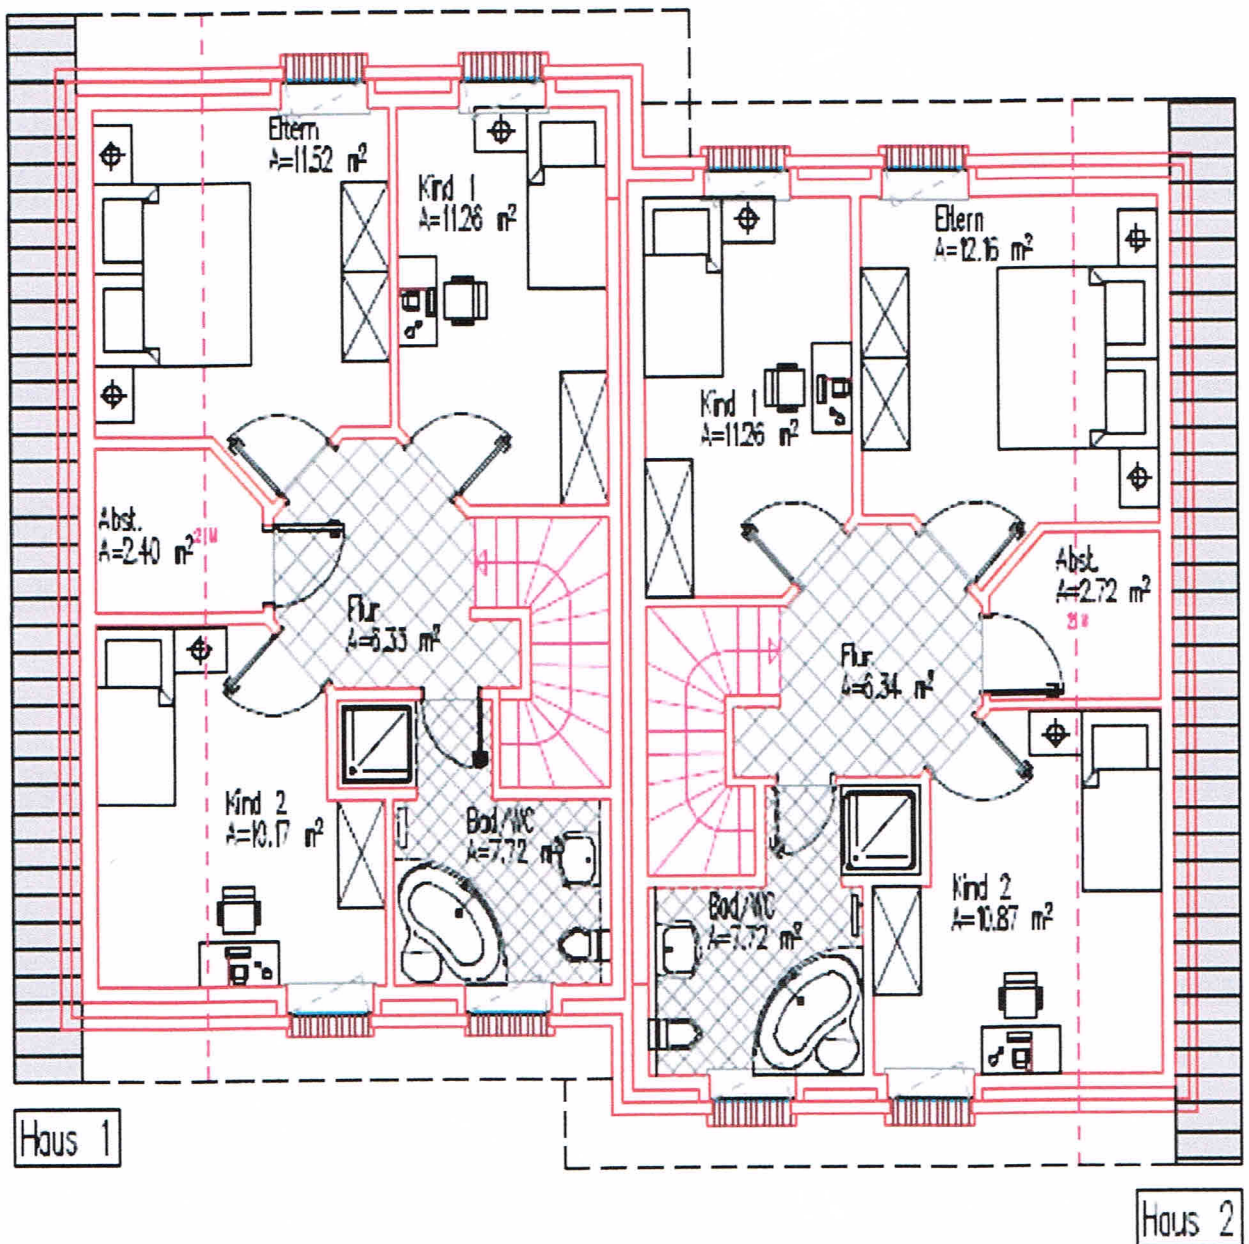 Eltern
A=11.52 m²
Kind 1
A=11.26 m²
Abst.
A=2.40 m²
Flur
A=6.33 m²
Kind 2
A=10.17 m²
Bad/WC
A=7.72 m²
Haus 1
Kind 1
A=11.26 m²
Eltern
A=12.16 m²
Abst.
A=2.72 m²
Flur
A=6.34 m²
Bad/WC
A=7.72 m²
Kind 2
A=10.87 m²
Haus 2